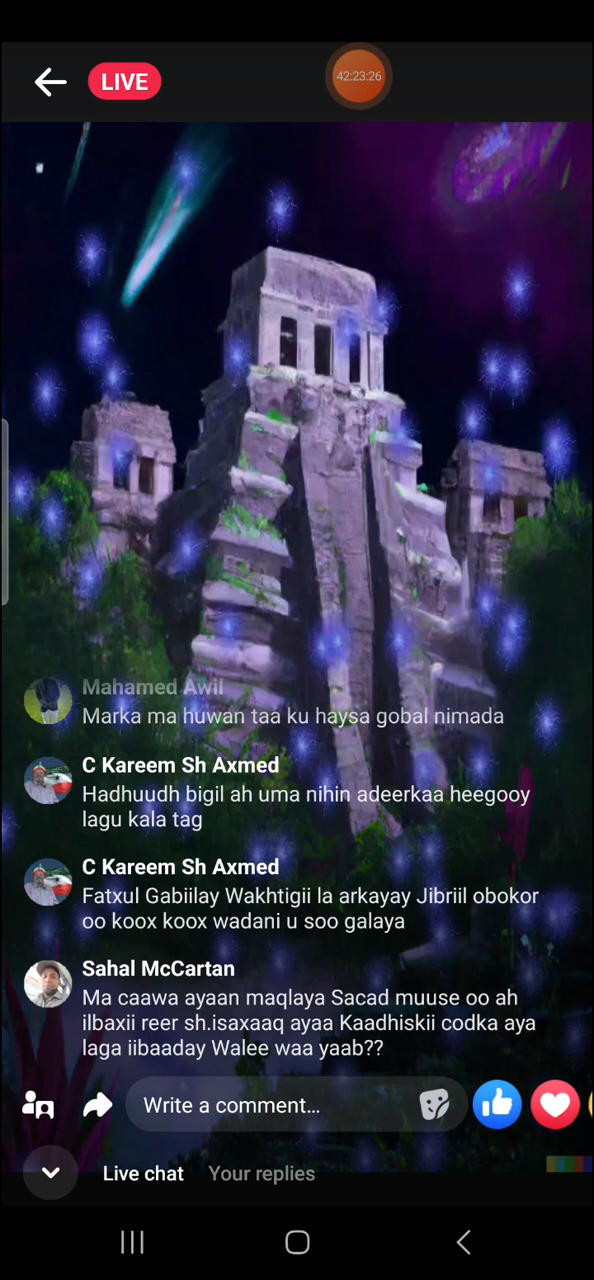 LIVE
42:23:26
Mahamed Awil
Marka ma huwan taa ku haysa gobal nimada
C Kareem Sh Axmed
Hadhuudh bigil ah uma nihin adeerkaa heegooy
lagu kala tag
C Kareem Sh Axmed
Fatxul Gabiilay Wakhtigii la arkayay Jibriil obokor
oo koox koox wadani u soo galaya
Sahal McCartan
Ma caawa ayaan maqlaya Sacad muuse oo ah
ilbaxii reer sh.isaxaaq ayaa Kaadhiskii codka aya
laga iibaaday Walee waa yaab??
Write a comment...
Live chat Your replies